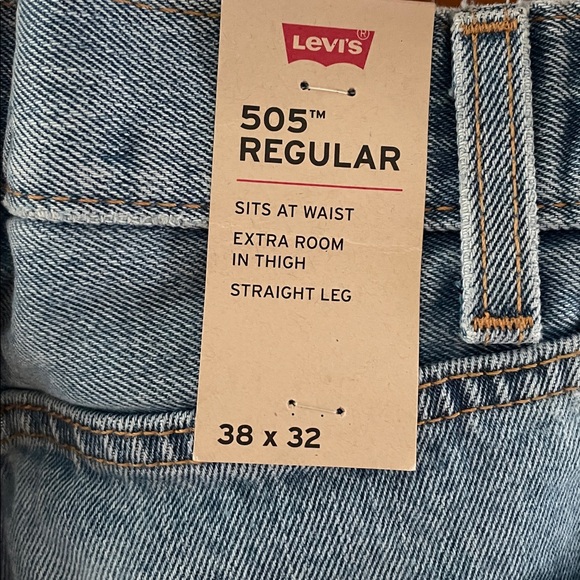 Levi's®
505™
REGULAR
SITS AT WAIST
EXTRA ROOM
IN THIGH
STRAIGHT LEG
38 x 32